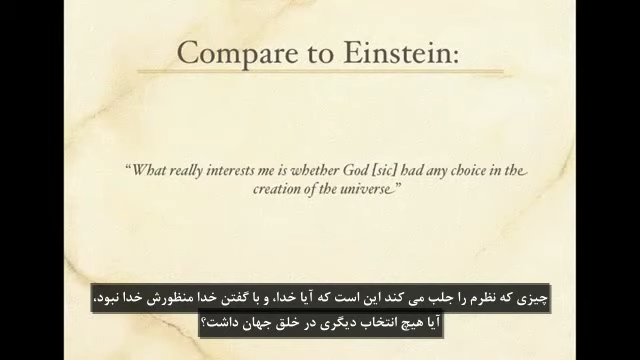 Compare to Einstein:
“What really interests me is whether God [sic] had any choice in the
creation of the universe”
چیزی که نظرم را جلب می کند این است که آیا خدا، و با گفتن خدا منظورش خدا نبود،
آیا هیچ انتخاب دیگری در خلق جهان داشت؟